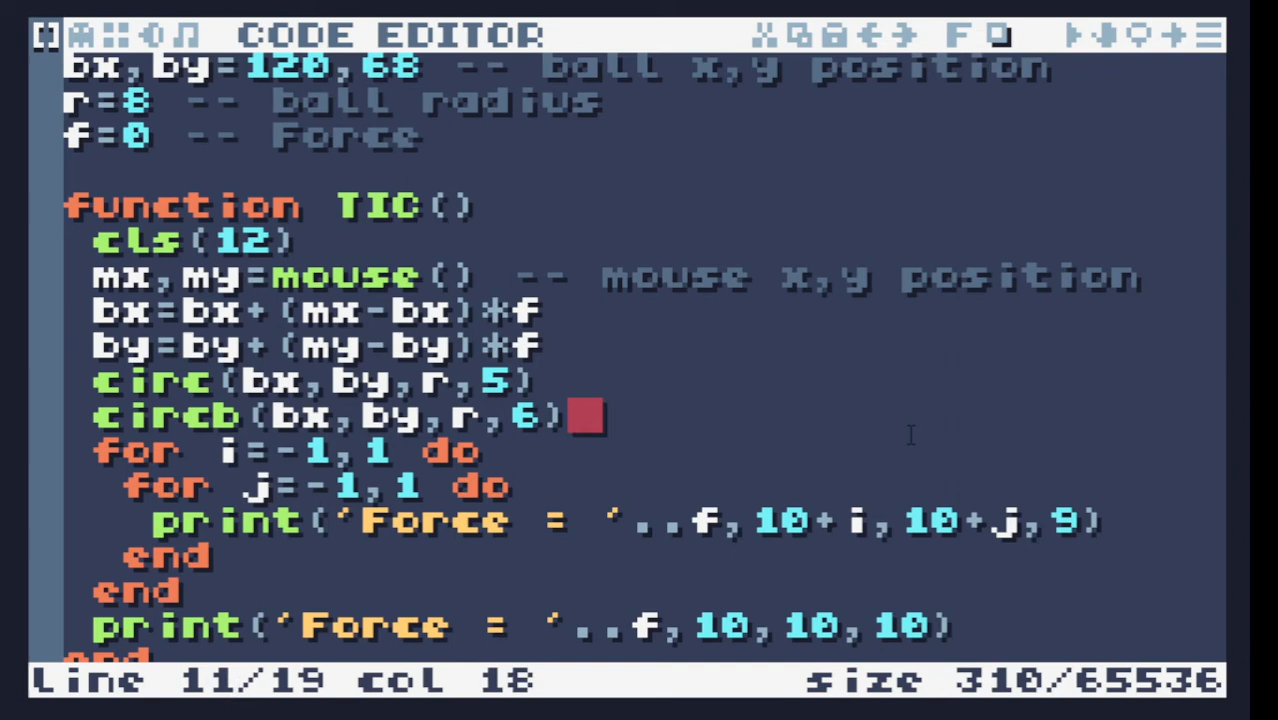 CODE EDITOR F
bx,by=120,68 -- ball x,y position
r=8 -- ball radius
f=0 -- Force
function TIC()
cls(12)
mx,my=mouse() -- mouse x,y position
bx=bx+(mx-bx)*f
by=by+(my-by)*f
circ(bx,by,r,5)
circb(bx,by,r,6)
for i=-1,1 do
for j=-1,1 do
print('Force = '..f,10+i,10+j,9)
end
end
print('Force = '..f,10,10,10)
end
line 11/19 col 18 size 310/65536